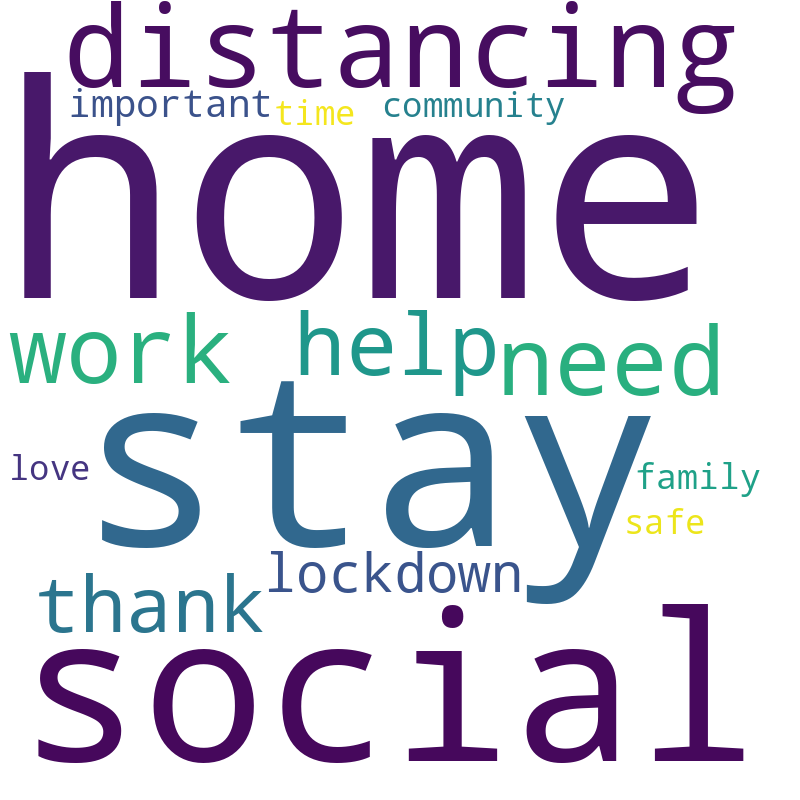 distancing
important time community
home
work help need
stay
love family
safe
lockdown
thank
social